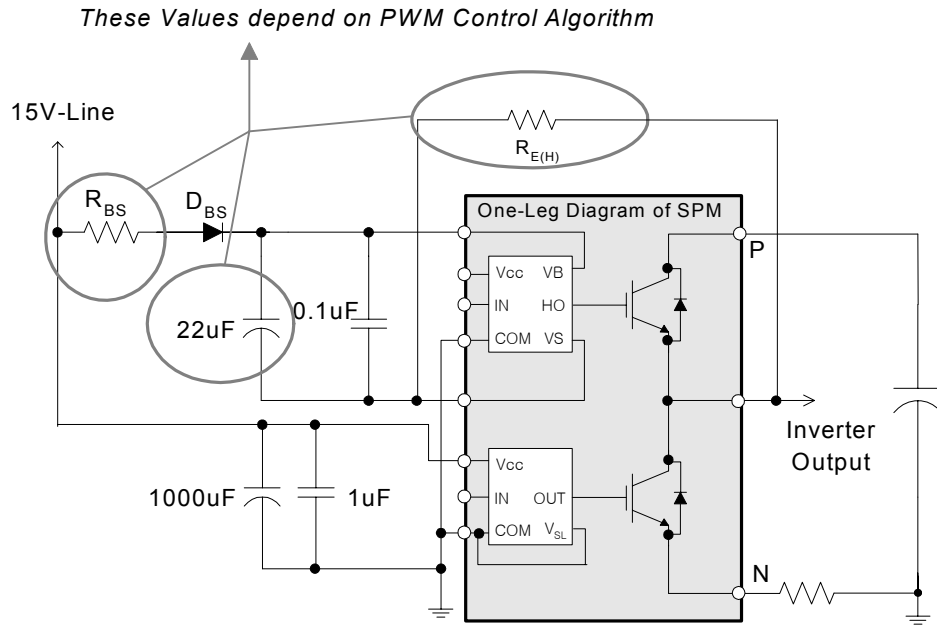 These Values depend on PWM Control Algorithm
15V-Line
R_E(H)
R_BS
D_BS
One-Leg Diagram of SPM
P
Vcc VB
IN HO
COM VS
22uF
0.1uF
Inverter
Output
Vcc
IN OUT
COM V_SL
1000uF
1uF
N